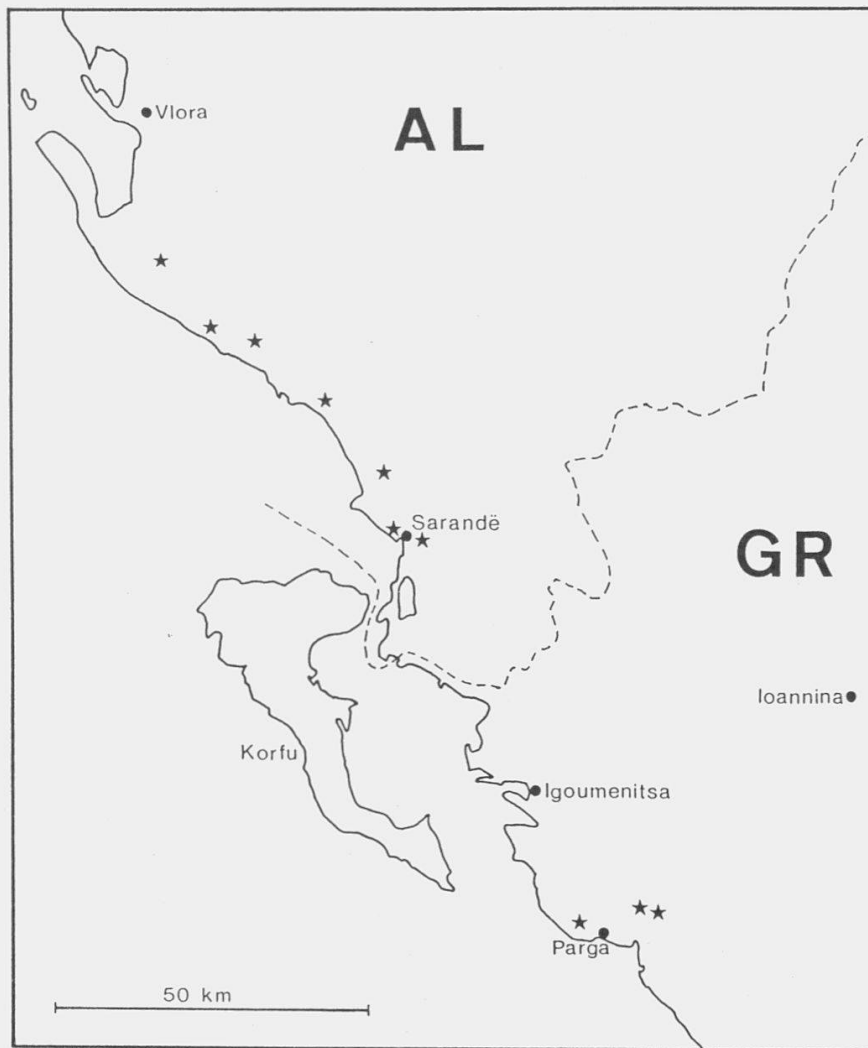 AL
Vlora
Sarandë
GR
Ioannina
Korfu
Igoumenitsa
Parga
50 km